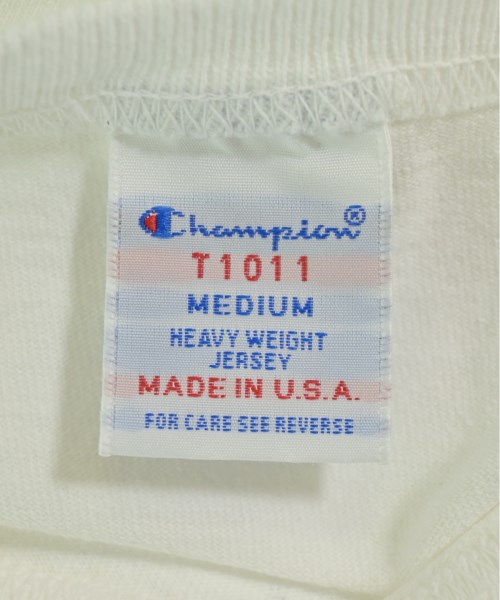 Champion®
T1011
MEDIUM
HEAVY WEIGHT
JERSEY
MADE IN U.S.A.
FOR CARE SEE REVERSE